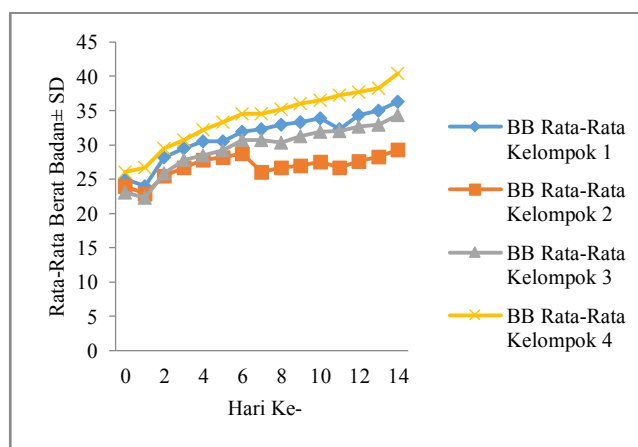 Rata-Rata Berat Badan± SD
45
40
35
30
25
20
15
10
5
0
0 2 4 6 8 10 12 14
Hari Ke-
BB Rata-Rata
Kelompok 1
BB Rata-Rata
Kelompok 2
BB Rata-Rata
Kelompok 3
BB Rata-Rata
Kelompok 4